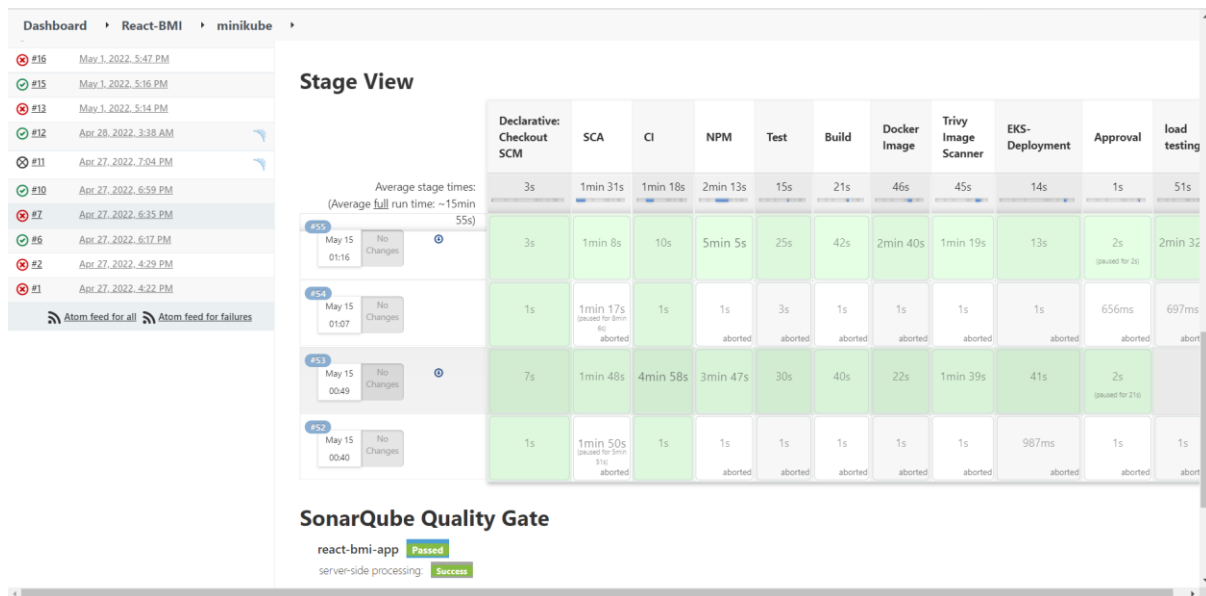 Dashboard React-BMI minikube
#16 May 1, 2022, 5:47 PM
#15 May 1, 2022, 5:16 PM
#13 May 1, 2022, 5:14 PM
#12 Apr 28, 2022, 3:38 AM
#11 Apr 27, 2022, 7:04 PM
#10 Apr 27, 2022, 6:59 PM
#7 Apr 27, 2022, 6:35 PM
#6 Apr 27, 2022, 6:17 PM
#2 Apr 27, 2022, 4:29 PM
#1 Apr 27, 2022, 4:22 PM
Atom feed for all Atom feed for failures
Stage View
Declarative: Checkout SCM SCA CI NPM Test Build Docker Image Trivy Image Scanner EKS-Deployment Approval load testing
Average stage times: 3s 1min 31s 1min 18s 2min 13s 15s 21s 46s 45s 14s 1s 51s
(Average full run time: ~15min
55s)
#55
May 15 No Changes
01:16
3s 1min 8s 10s 5min 5s 25s 42s 2min 40s 1min 19s 13s 2s 2min 32
(paused for 2s)
#54
May 15 No Changes
01:07
1s 1min 17s 1s 1s 3s 1s 1s 1s 1s 656ms 697ms
(paused for 8min
6s)
aborted aborted aborted aborted aborted aborted aborted aborted abort
#53
May 15 No Changes
00:49
7s 1min 48s 4min 58s 3min 47s 30s 40s 22s 1min 39s 41s 2s
(paused for 21s)
#52
May 15 No Changes
00:40
1s 1min 50s 1s 1s 1s 1s 1s 1s 987ms 1s 1s
(paused for 5min
51s)
aborted aborted aborted aborted aborted aborted aborted aborted abort
SonarQube Quality Gate
react-bmi-app Passed
server-side processing: Success